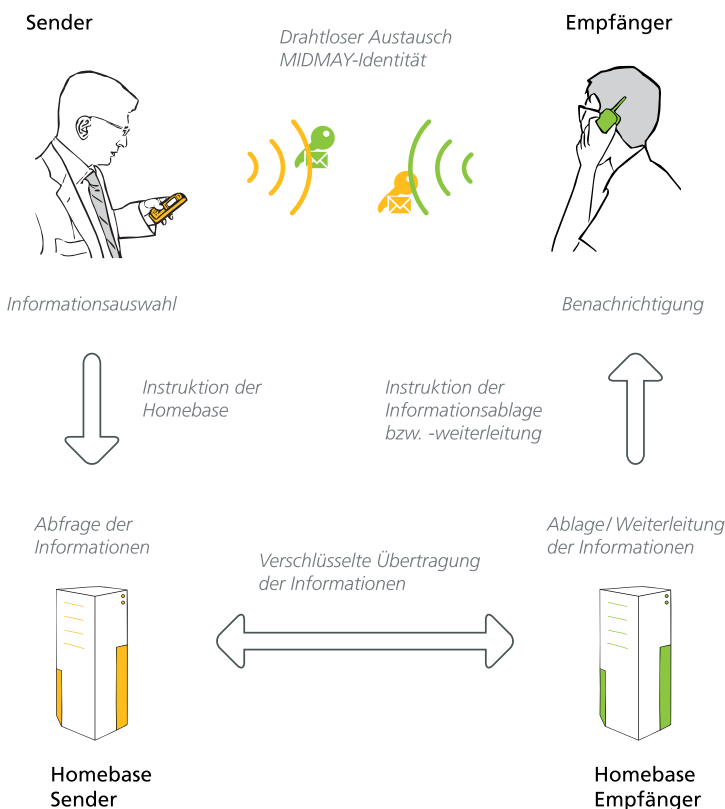 Sender
Drahtloser Austausch
MIDMAY-Identität
Empfänger
Informationsauswahl
Benachrichtigung
Instruktion der
Homebase
Instruktion der
Informationsablage
bzw. -weiterleitung
Abfrage der
Informationen
Verschlüsselte Übertragung
der Informationen
Ablage/Weiterleitung
der Informationen
Homebase
Sender
Homebase
Empfänger